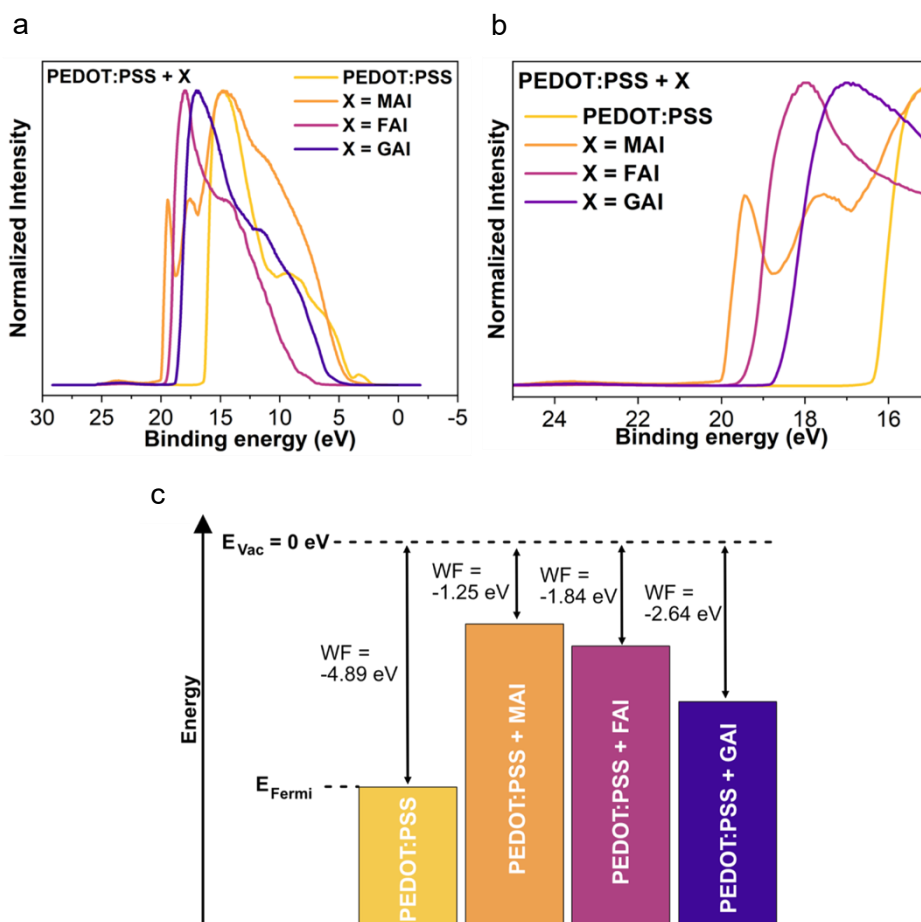 a
PEDOT:PSS + X
PEDOT:PSS
X = MAI
X = FAI
X = GAI
Normalized Intensity
30 25 20 15 10 5 0 -5
Binding energy (eV)
b
PEDOT:PSS + X
PEDOT:PSS
X = MAI
X = FAI
X = GAI
Normalized Intensity
24 22 20 18 16
Binding energy (eV)
c
E Vac = 0 eV
WF =
-4.89 eV
WF =
-1.25 eV
WF =
-1.84 eV
WF =
-2.64 eV
Energy
E Fermi
PEDOT:PSS
PEDOT:PSS + MAI
PEDOT:PSS + FAI
PEDOT:PSS + GAI